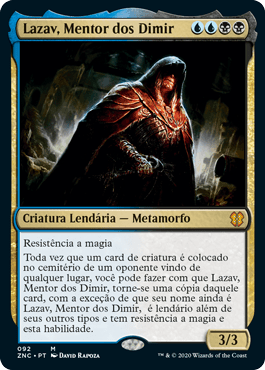 Lazav, Mentor dos Dimir
Criatura Lendária — Metamorfo
Resistência a magia
Toda vez que um card de criatura é colocado
no cemitério de um oponente vindo de
qualquer lugar, você pode fazer com que Lazav,
Mentor dos Dimir, torne-se uma cópia daquele
card, com a exceção de que seu nome ainda é
Lazav, Mentor dos Dimir, é lendário além de
seus outros tipos e tem resistência a magia e
esta habilidade.
3/3
092 M
ZNC • PT DAVID RAPOZA
™ & © 2020 Wizards of the Coast